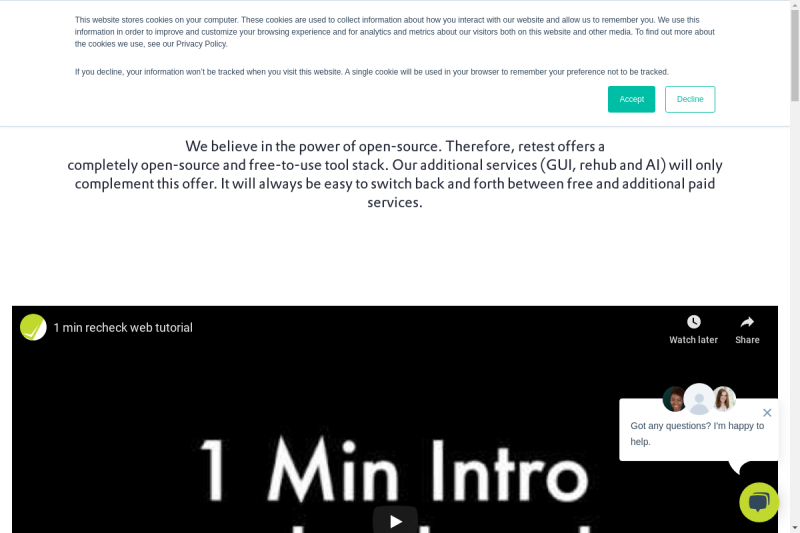 This website stores cookies on your computer. These cookies are used to collect information about how you interact with our website and allow us to remember you. We use this
information in order to improve and customize your browsing experience and for analytics and metrics about our visitors both on this website and other media. To find out more about
the cookies we use, see our Privacy Policy.
If you decline, your information won't be tracked when you visit this website. A single cookie will be used in your browser to remember your preference not to be tracked.
Accept
Decline
We believe in the power of open-source. Therefore, retest offers a
completely open-source and free-to-use tool stack. Our additional services (GUI, rehub and AI) will only
complement this offer. It will always be easy to switch back and forth between free and additional paid
services.
1 min recheck web tutorial
Watch later
Share
Got any questions? I'm happy to
help.
1 Min Intro